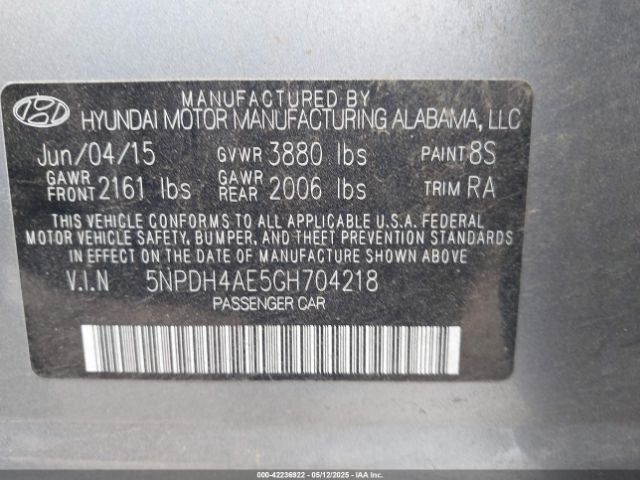 MANUFACTURED BY
HYUNDAI MOTOR MANUFACTURING ALABAMA, LLC
Jun/04/15 GVWR 3880 lbs PAINT 8S
GAWR FRONT 2161 lbs GAWR REAR 2006 lbs TRIM RA
THIS VEHICLE CONFORMS TO ALL APPLICABLE U.S.A. FEDERAL
MOTOR VEHICLE SAFETY, BUMPER, AND THEFT PREVENTION STANDARDS
IN EFFECT ON THE DATE OF MANUFACTURE SHOWN ABOVE.
V.I.N 5NPDH4AE5GH704218
PASSENGER CAR
000-42236922 - 05/12/2025 - IAAI.COM